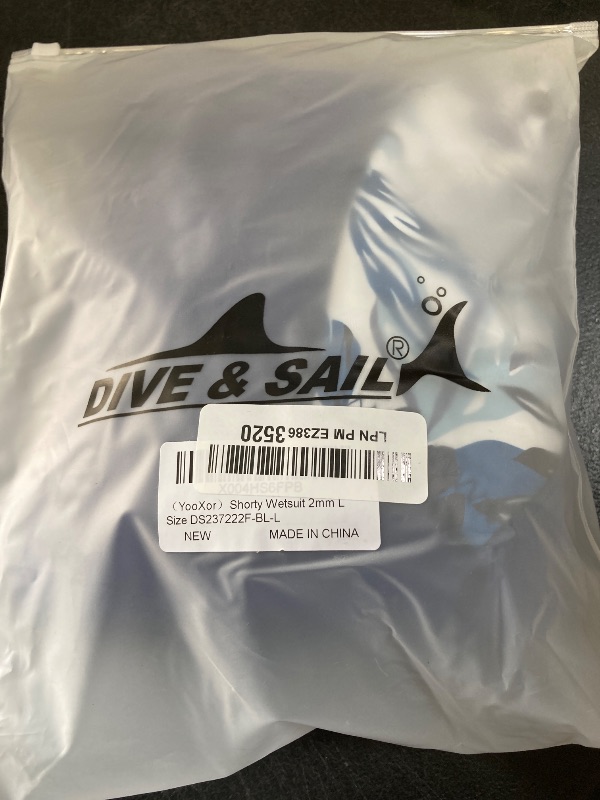 DIVE & SAIL®
LPN PM EZ386 3520
（YooXor）Shorty Wetsuit 2mm L
Size DS237222F-BL-L
NEW MADE IN CHINA